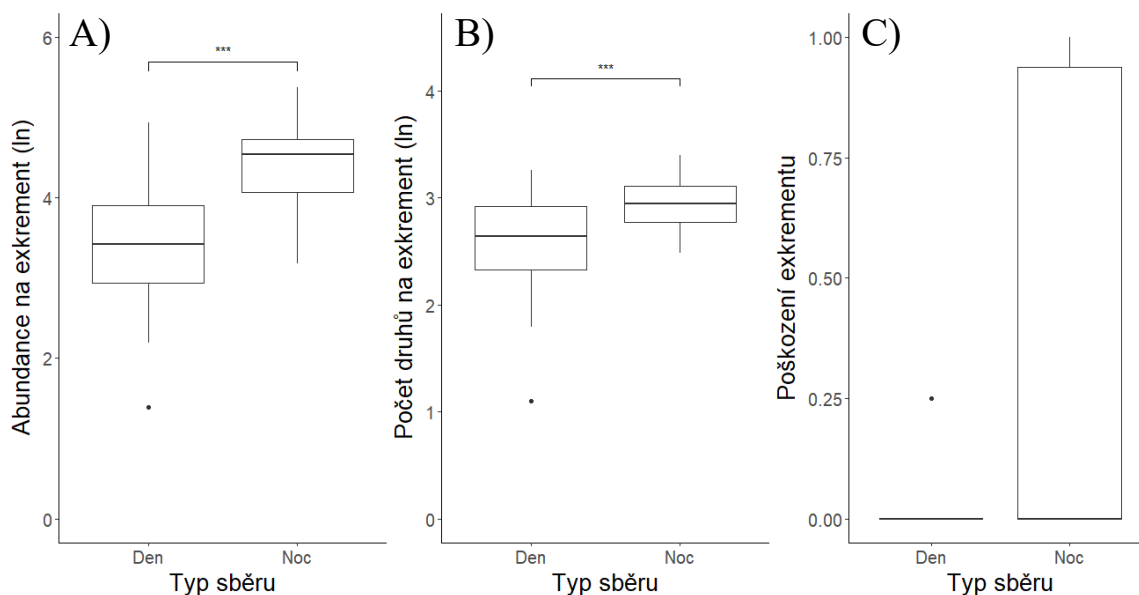 A)
Abundance na exkrement (ln)
6
4
2
0
***
Den
Noc
Typ sběru
B)
Počet druhů na exkrement (ln)
4
3
2
1
0
***
Den
Noc
Typ sběru
C)
Poškození exkrementu
1.00
0.75
0.50
0.25
0.00
Den
Noc
Typ sběru